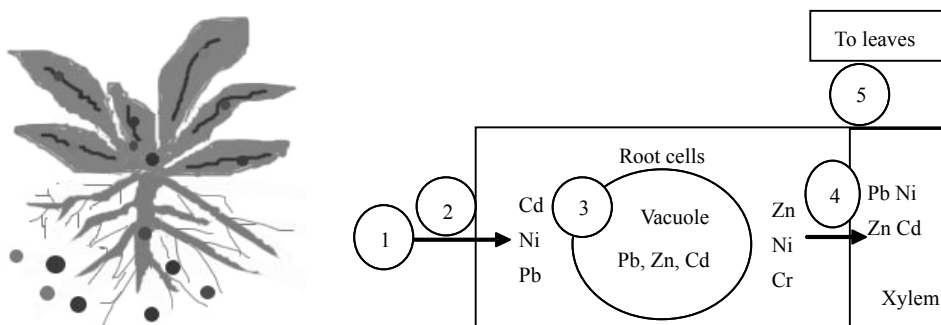 To leaves
5
Root cells
1
2
Cd
Ni
Pb
3
Vacuole
Pb, Zn, Cd
Zn
Ni
Cr
4
Pb Ni
Zn Cd
Xylem